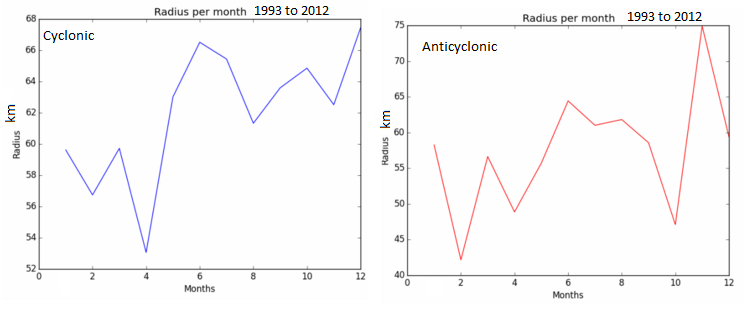 Radius per month 1993 to 2012
Cyclonic
km
Radius
68
66
64
62
60
58
56
54
52
0 2 4 6 8 10 12
Months
Radius per month 1993 to 2012
Anticyclonic
km
Radius
75
70
65
60
55
50
45
40
0 2 4 6 8 10 12
Months